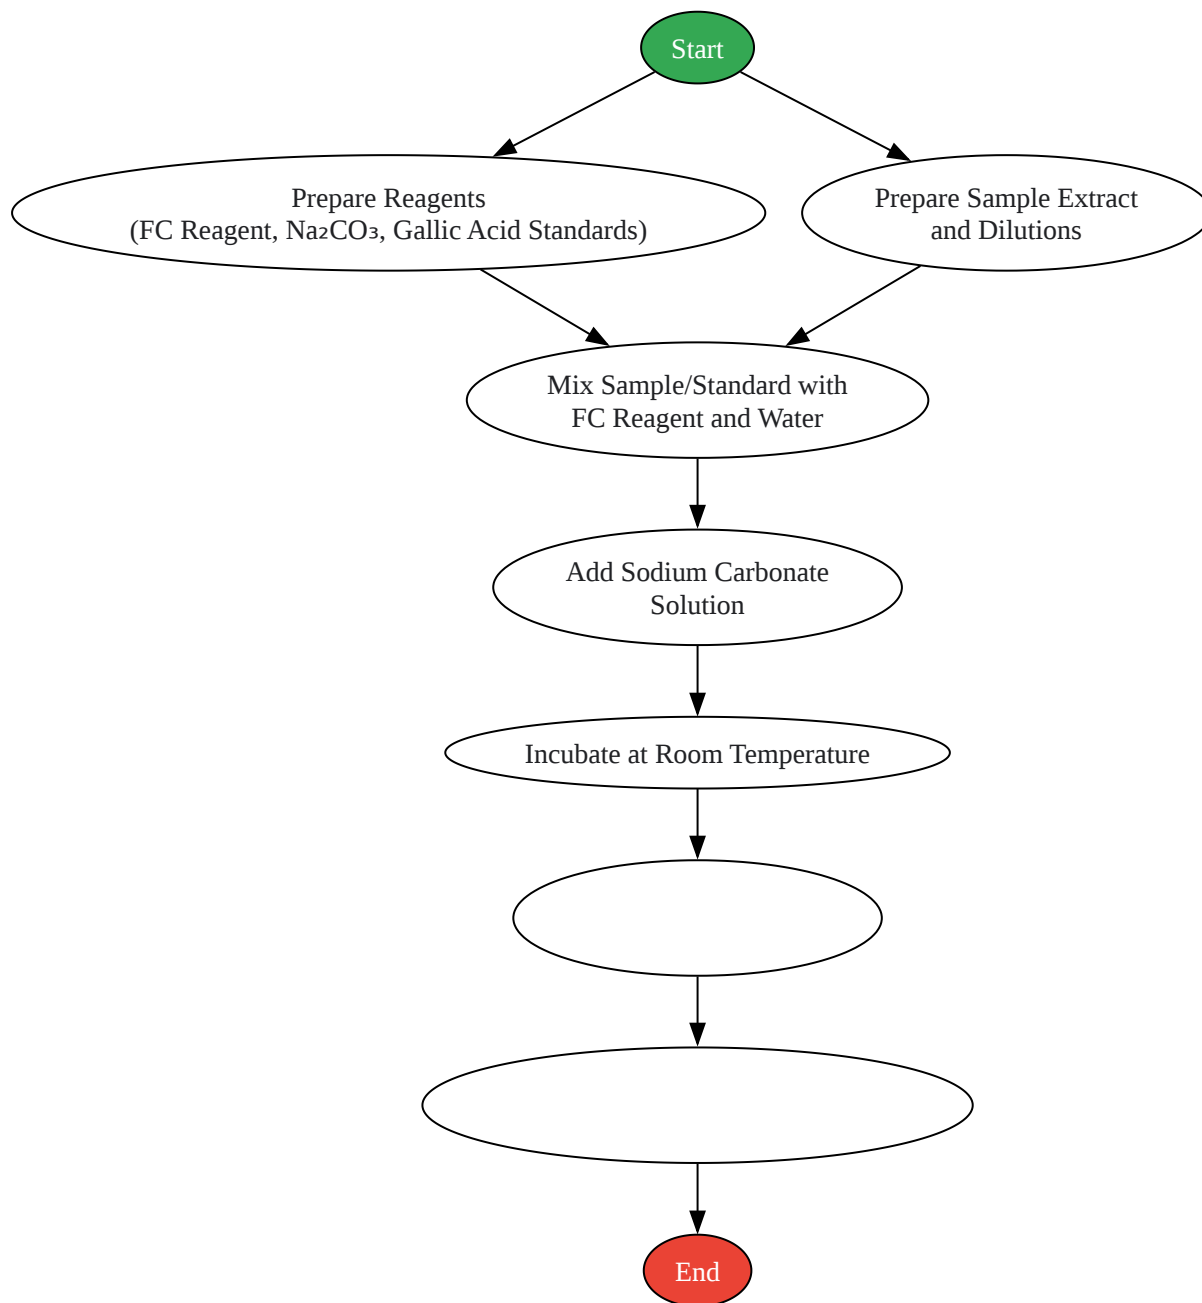 Start
Prepare Reagents
(FC Reagent, Na₂CO₃, Gallic Acid Standards)
Prepare Sample Extract
and Dilutions
Mix Sample/Standard with
FC Reagent and Water
Add Sodium Carbonate
Solution
Incubate at Room Temperature
End